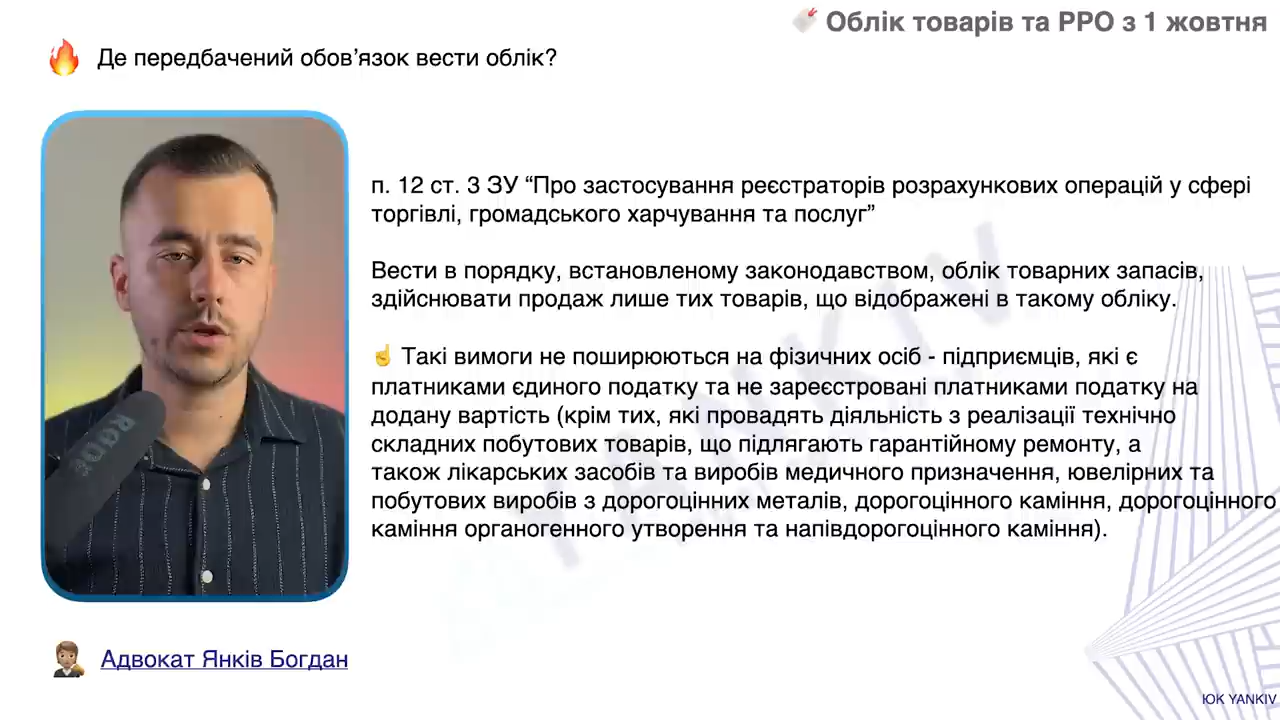 Облік товарів та РРО з 1 жовтня
Де передбачений обов’язок вести облік?
п. 12 ст. 3 ЗУ “Про застосування реєстраторів розрахункових операцій у сфері
торгівлі, громадського харчування та послуг”
Вести в порядку, встановленому законодавством, облік товарних запасів,
здійснювати продаж лише тих товарів, що відображені в такому обліку.
☝️ Такі вимоги не поширюються на фізичних осіб - підприємців, які є
платниками єдиного податку та не зареєстровані платниками податку на
додану вартість (крім тих, які провадять діяльність з реалізації технічно
складних побутових товарів, що підлягають гарантійному ремонту, а
також лікарських засобів та виробів медичного призначення, ювелірних та
побутових виробів з дорогоцінних металів, дорогоцінного каміння, дорогоцінного
каміння органогенного утворення та напівдорогоцінного каміння).
YANKIV
RODE
Адвокат Янків Богдан
ЮК YANKIV